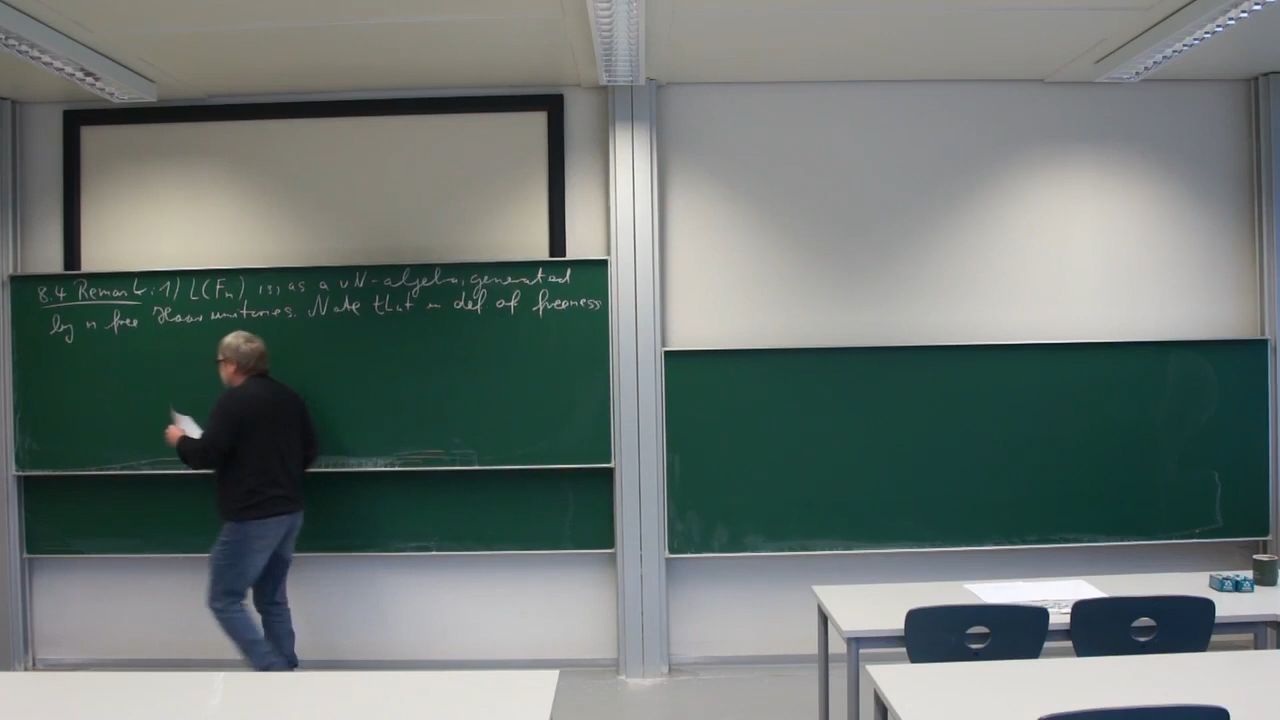 8.4 Remark: 1) L(Fn) is, as a vN-algebra, generated
by n free Haar unitaries. Note that in def of freeness